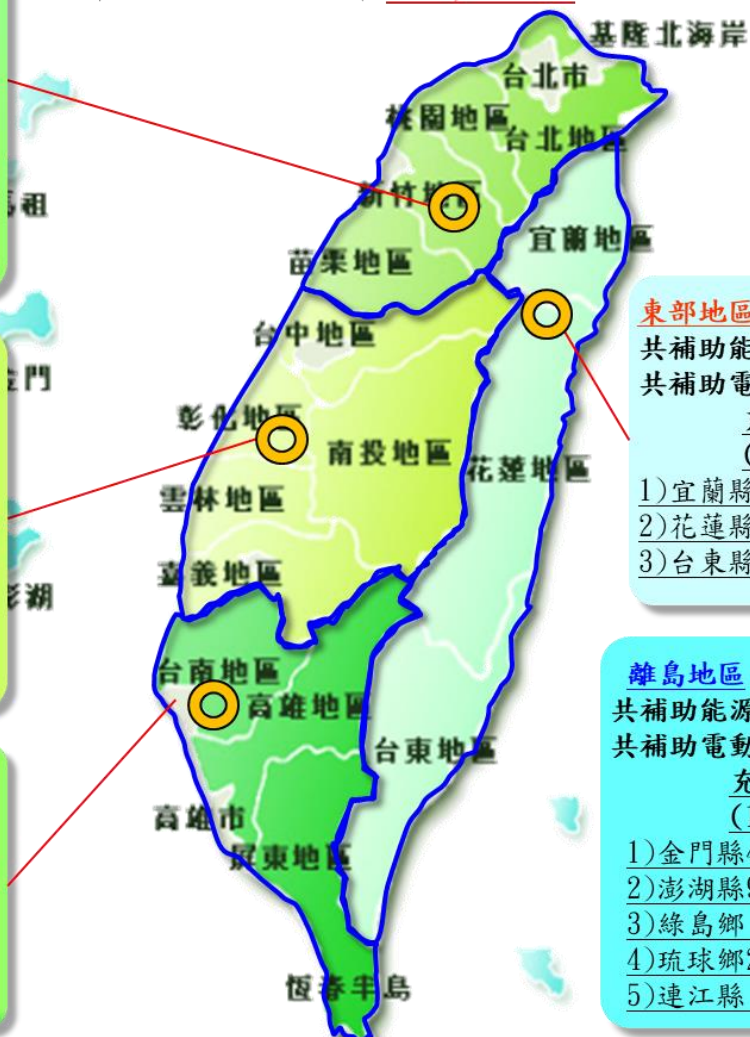 基隆北海岸
台北市
桃園地區
台北地區
新竹地區
祖
宜蘭地區
苗栗地區
台中地區
金門
彰化地區
南投地區
花蓮地區
雲林地區
嘉義地區
湖
台南地區
高雄地區
台東地區
高雄市
屏東地區
恆春半島
東部地區
共補助能
共補助電
(
1)宜蘭縣
2)花蓮縣
3)台東縣
離島地區
共補助能源
共補助電動
充
(
1)金門縣
2)澎湖縣
3)綠島鄉
4)琉球鄉
5)連江縣